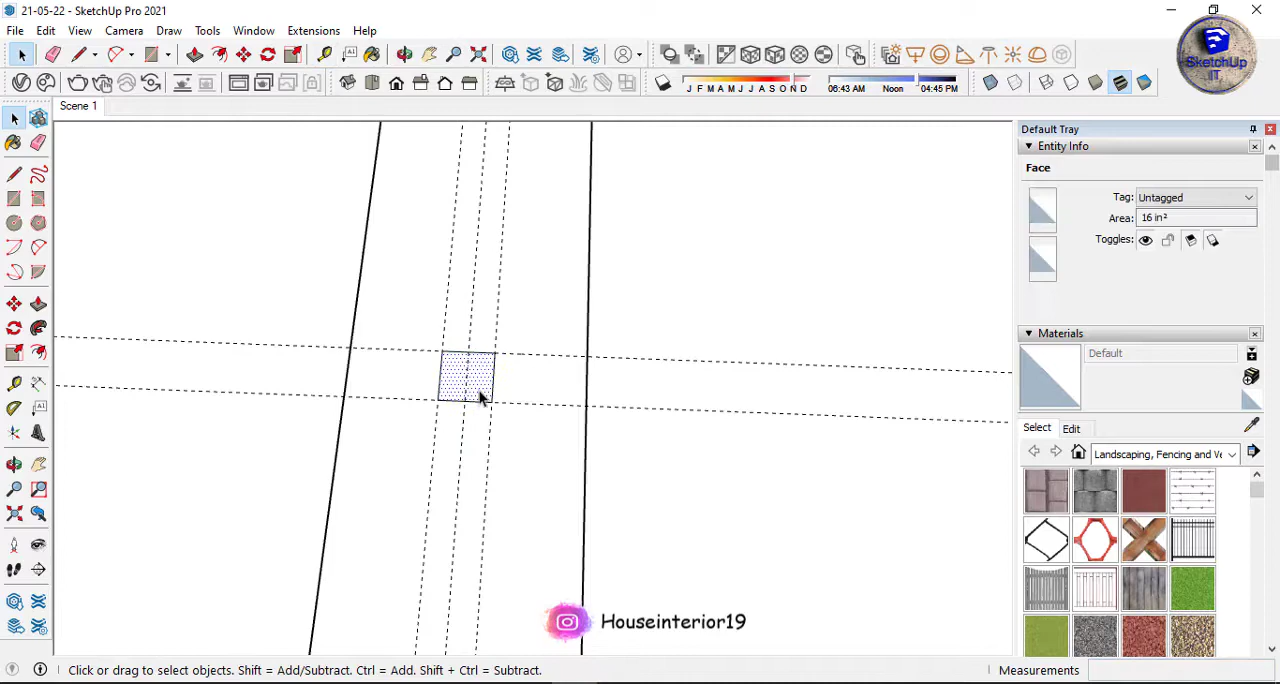 21-05-22 - SketchUp Pro 2021
File Edit View Camera Draw Tools Window Extensions Help
SketchUp
IT
J F M A M J J A S O N D
06:43 AM Noon 04:45 PM
Scene 1
Default Tray
Entity Info
Face
Tag: Untagged
Area: 16 in²
Toggles:
Materials
Default
Select Edit
Landscaping, Fencing and Ve
Houseinterior19
Click or drag to select objects. Shift = Add/Subtract. Ctrl = Add. Shift + Ctrl = Subtract.
Measurements